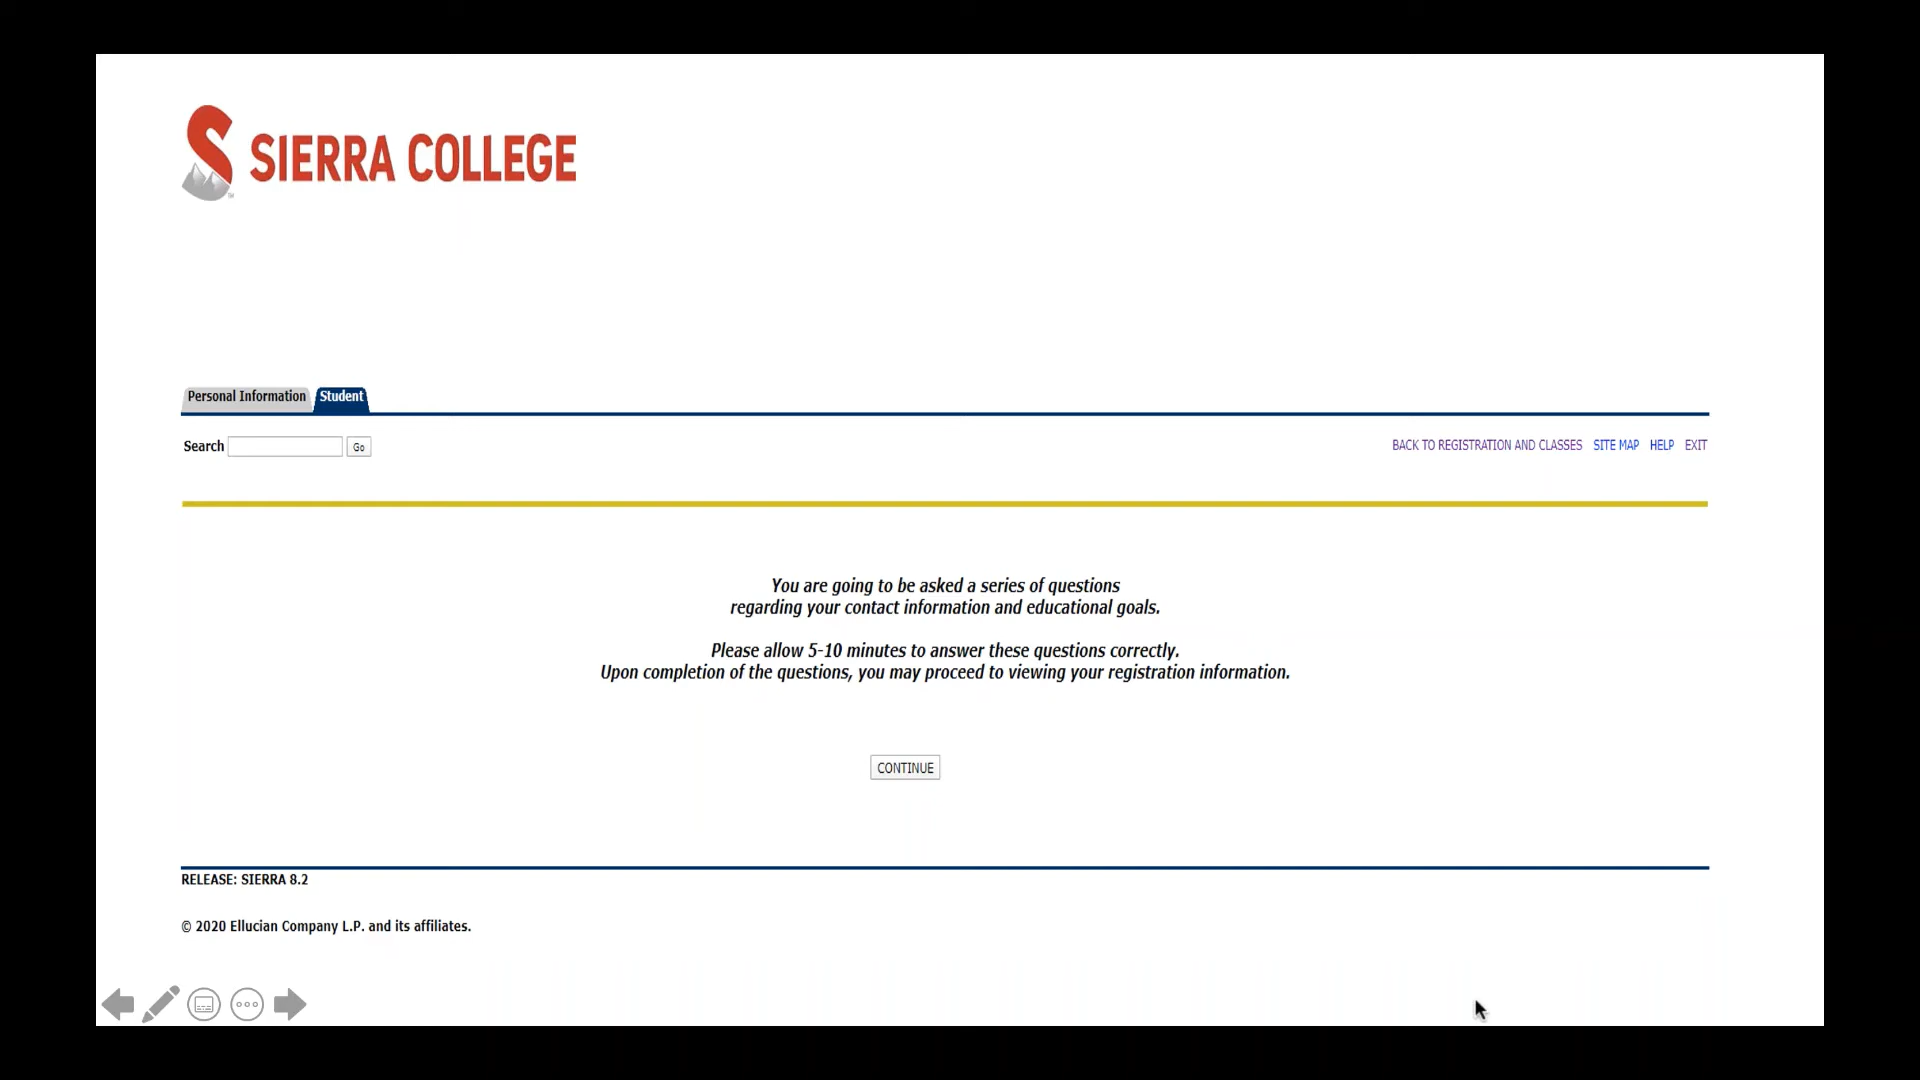 SIERRA COLLEGE
Personal Information Student
Search Go BACK TO REGISTRATION AND CLASSES SITE MAP HELP EXIT
You are going to be asked a series of questions
regarding your contact information and educational goals.
Please allow 5-10 minutes to answer these questions correctly.
Upon completion of the questions, you may proceed to viewing your registration information.
CONTINUE
RELEASE: SIERRA 8.2
© 2020 Ellucian Company L.P. and its affiliates.